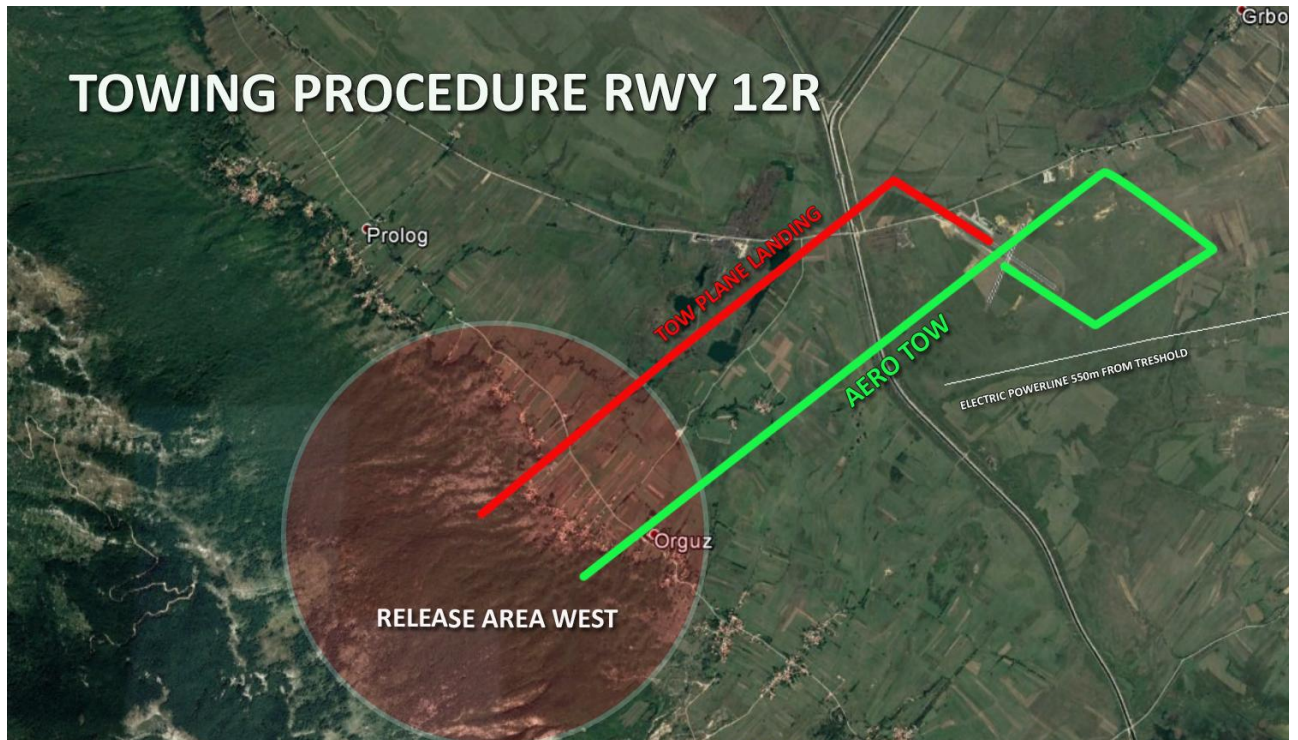 Grbo
TOWING PROCEDURE RWY 12R
Prolog
TOW PLANE LANDING
AERO TOW
ELECTRIC POWERLINE 550m FROM TRESHOLD
Orguz
RELEASE AREA WEST